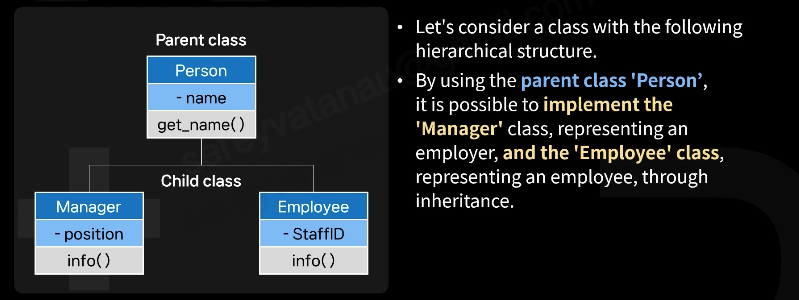 Parent class
Person
- name
get_name()
Child class
Manager
- position
info()
Employee
- StaffID
info()
• Let's consider a class with the following
hierarchical structure.
• By using the parent class 'Person’,
it is possible to implement the
'Manager' class, representing an
employer, and the 'Employee' class,
representing an employee, through
inheritance.